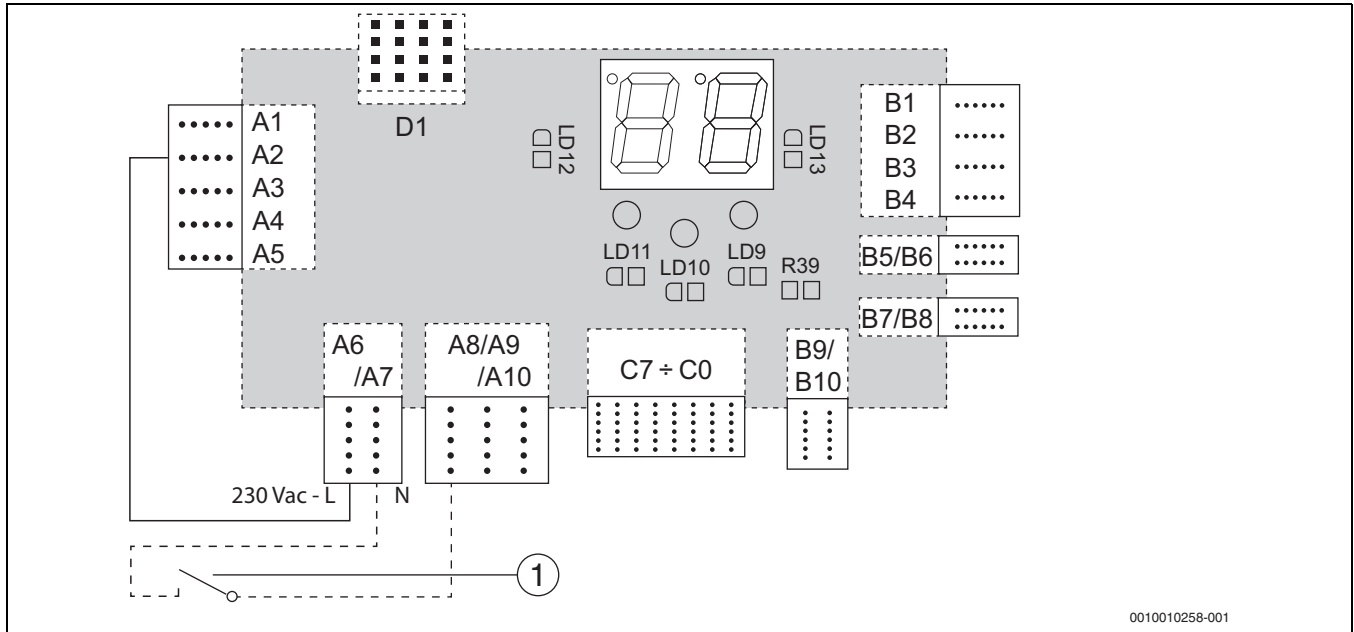 D1
A1
A2
A3
A4
A5
LD12
LD13
B1
B2
B3
B4
LD11
LD10
LD9
R39
B5/B6
B7/B8
A6
/A7
A8/A9
/A10
C7 ÷ C0
B9/
B10
230 Vac - L
N
1
0010010258-001